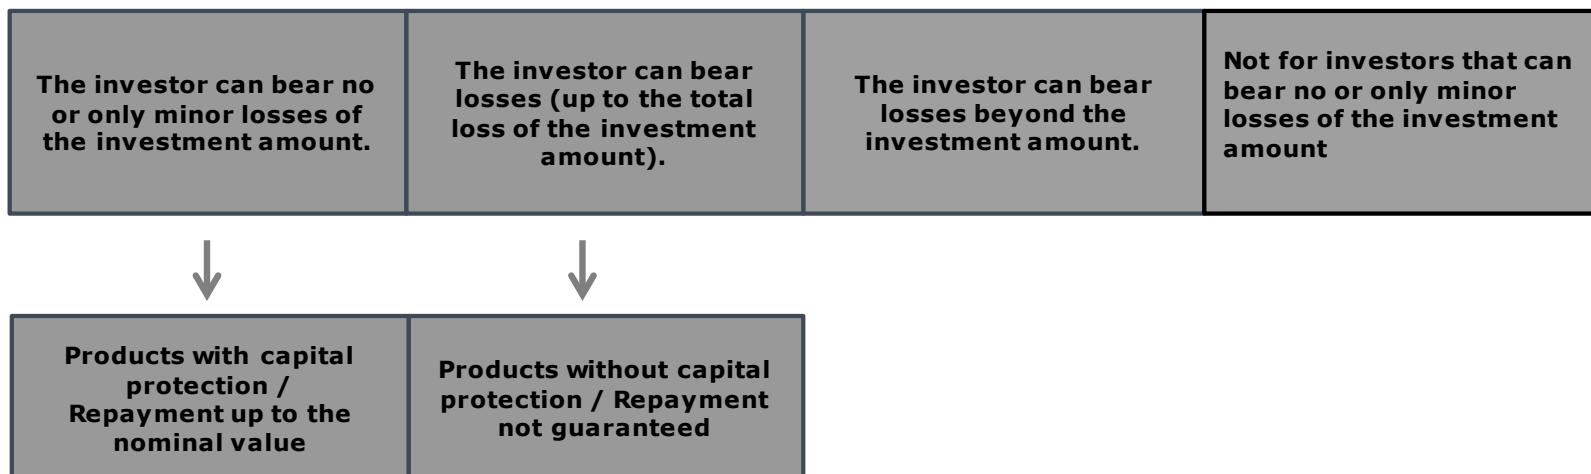 The investor can bear no
or only minor losses of
the investment amount.
The investor can bear
losses (up to the total
loss of the investment
amount).
The investor can bear
losses beyond the
investment amount.
Not for investors that can
bear no or only minor
losses of the investment
amount
Products with capital
protection /
Repayment up to the
nominal value
Products without capital
protection / Repayment
not guaranteed